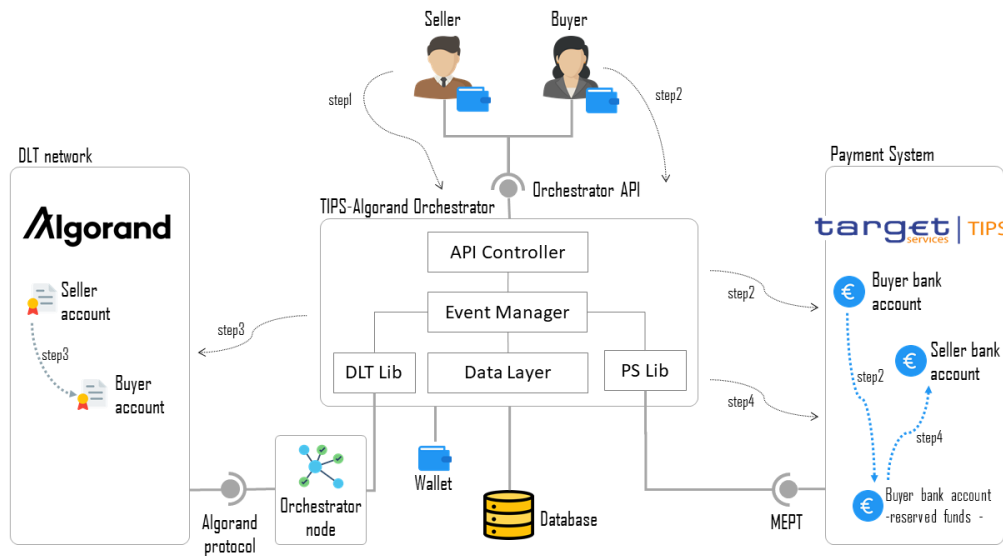 Seller
Buyer
step1
step2
DLT network
Payment System
Orchestrator API
TIPS-Algorand Orchestrator
Algorand
target
services
TIPS
API Controller
Seller
account
Buyer bank
account
step2
Event Manager
step3
step3
Seller bank
account
DLT Lib
Data Layer
PS Lib
step2
Buyer
account
step4
step4
Wallet
Orchestrator
node
Buyer bank account
-reserved funds -
Algorand
protocol
Database
MEPT